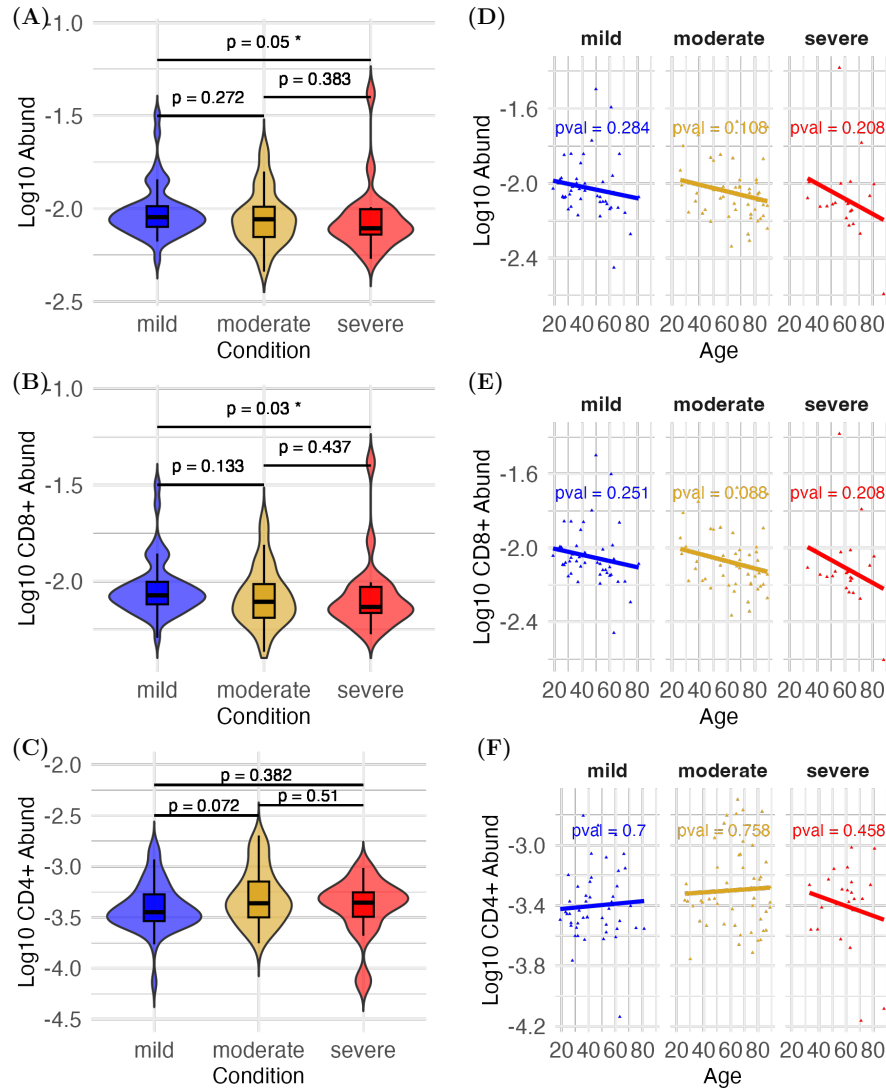 (A)
-1.0
p = 0.05 *
p = 0.383
p = 0.272
-1.5
-2.0
-2.5
Log10 Abund
mild moderate severe
Condition
(D)
mild moderate severe
-1.6
pval = 0.284 pval = 0.108 pval = 0.208
-2.0
-2.4
Log10 Abund
20 40 60 80 20 40 60 80 20 40 60 80
Age
(B)
-1.0
p = 0.03 *
p = 0.437
p = 0.133
-1.5
-2.0
Log10 CD8+ Abund
mild moderate severe
Condition
(E)
mild moderate severe
-1.6
pval = 0.251 pval = 0.088 pval = 0.208
-2.0
-2.4
Log10 CD8+ Abund
20 40 60 80 20 40 60 80 20 40 60 80
Age
(C)
-2.0
p = 0.382
p = 0.072 p = 0.51
-2.5
-3.0
-3.5
-4.0
-4.5
Log10 CD4+ Abund
mild moderate severe
Condition
(F)
mild moderate severe
pval = 0.7 pval = 0.758 pval = 0.458
-3.0
-3.4
-3.8
-4.2
Log10 CD4+ Abund
20 40 60 80 20 40 60 80 20 40 60 80
Age